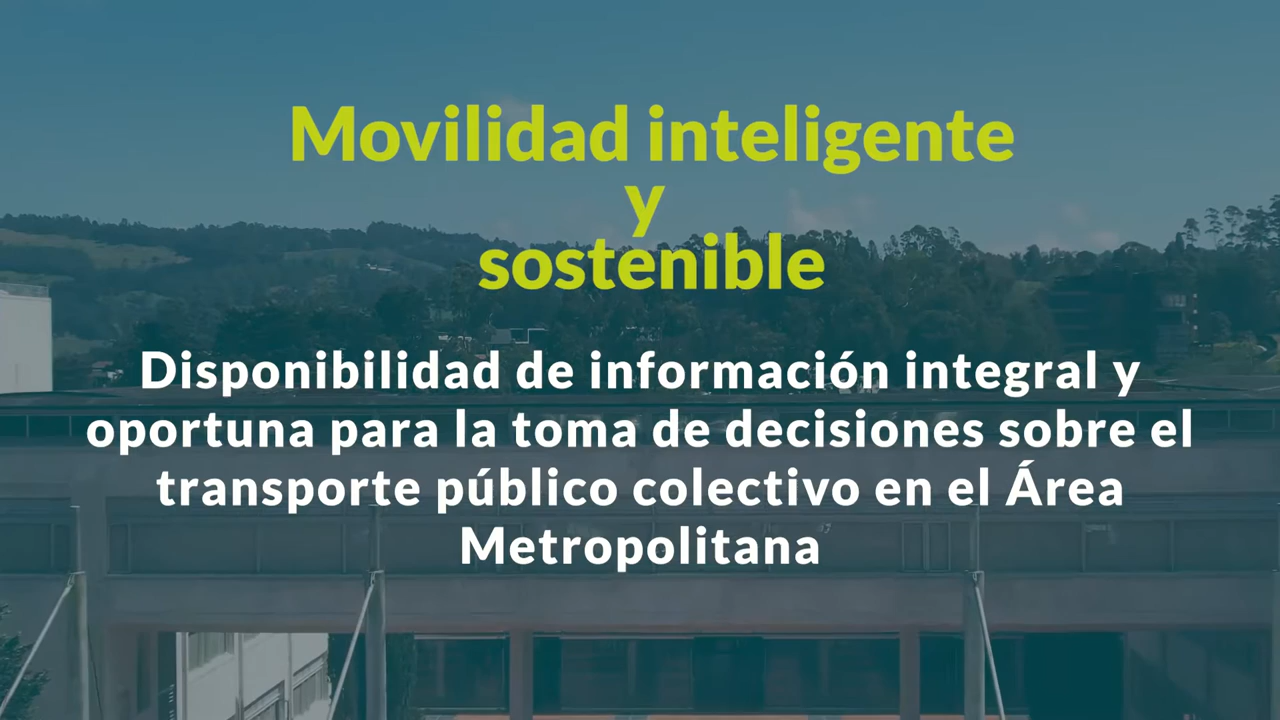 Movilidad inteligente
y
sostenible
Disponibilidad de información integral y
oportuna para la toma de decisiones sobre el
transporte público colectivo en el Área
Metropolitana